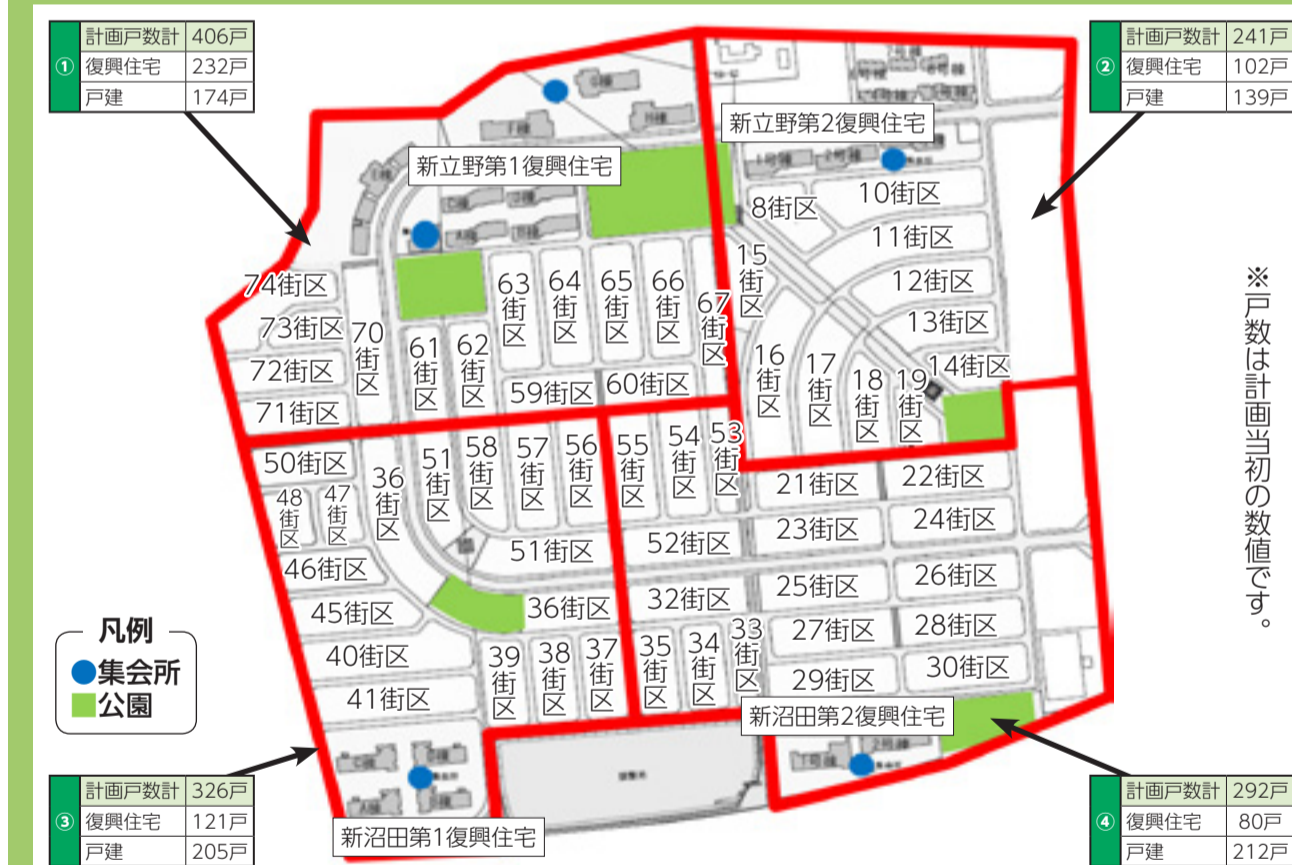 ① 計画戸数計 406戸
復興住宅 232戸
戸建 174戸
② 計画戸数計 241戸
復興住宅 102戸
戸建 139戸
新立野第2復興住宅
新立野第1復興住宅
F棟
1号棟
2号棟
8街区
10街区
11街区
12街区
13街区
14街区
15街区
16街区
17街区
18街区
19街区
63街区
64街区
65街区
66街区
67街区
74街区
73街区
72街区
71街区
70街区
61街区
62街区
59街区
60街区
50街区
48街区
47街区
36街区
51街区
58街区
57街区
56街区
55街区
54街区
53街区
21街区
22街区
23街区
24街区
46街区
51街区
52街区
45街区
36街区
32街区
25街区
26街区
40街区
27街区
28街区
41街区
39街区
38街区
37街区
35街区
34街区
33街区
29街区
30街区
新沼田第2復興住宅
1号棟
2号棟
新沼田第1復興住宅
※戸数は計画当初の数値です。
凡例
集会所
公園
③ 計画戸数計 326戸
復興住宅 121戸
戸建 205戸
④ 計画戸数計 292戸
復興住宅 80戸
戸建 212戸